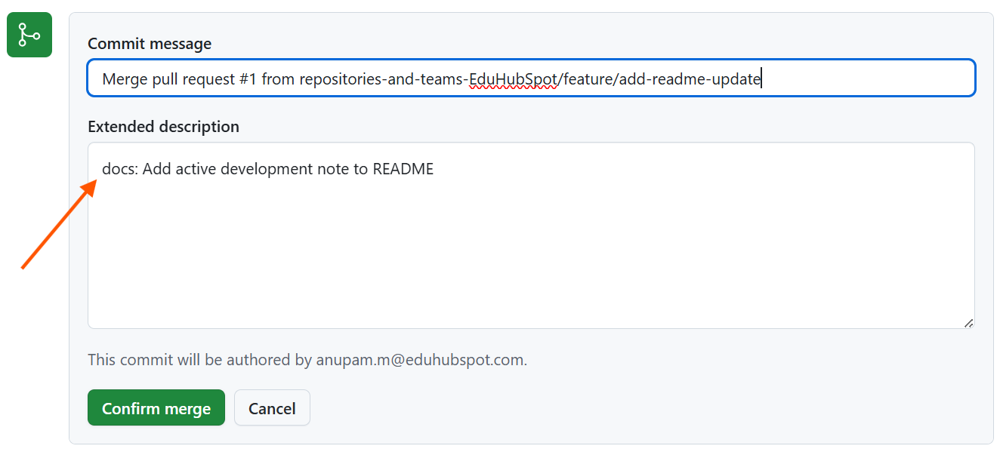 Commit message
Merge pull request #1 from repositories-and-teams-EduHubSpot/feature/add-readme-update
Extended description
docs: Add active development note to README
This commit will be authored by anupam.m@eduhubspot.com.
Confirm merge
Cancel